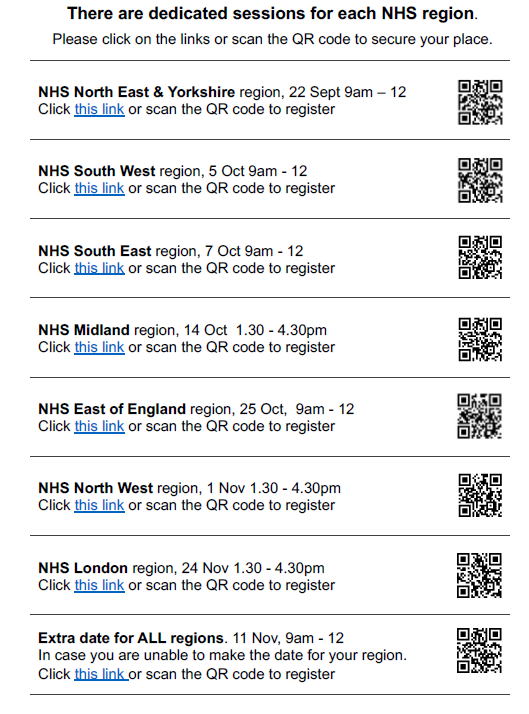 There are dedicated sessions for each NHS region.
Please click on the links or scan the QR code to secure your place.
NHS North East & Yorkshire region, 22 Sept 9am – 12
Click this link or scan the QR code to register
NHS South West region, 5 Oct 9am - 12
Click this link or scan the QR code to register
NHS South East region, 7 Oct 9am - 12
Click this link or scan the QR code to register
NHS Midland region, 14 Oct  1.30 - 4.30pm
Click this link or scan the QR code to register
NHS East of England region, 25 Oct,  9am - 12
Click this link or scan the QR code to register
NHS North West region, 1 Nov 1.30 - 4.30pm
Click this link or scan the QR code to register
NHS London region, 24 Nov 1.30 - 4.30pm
Click this link or scan the QR code to register
Extra date for ALL regions. 11 Nov, 9am - 12
In case you are unable to make the date for your region.
Click this link or scan the QR code to register